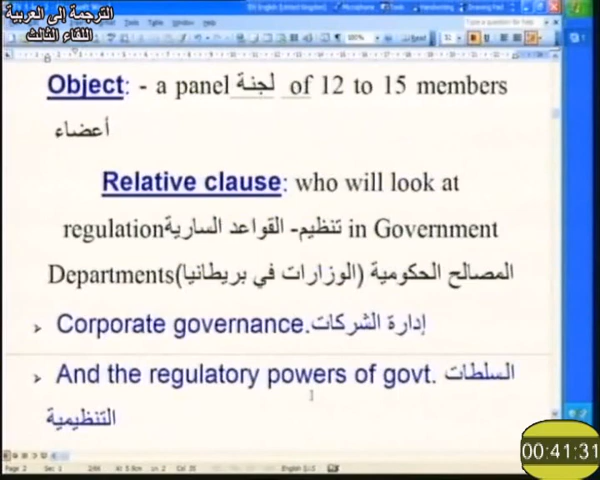 الترجمة إلى العربية
اللقاء الثالث
Object: - a panel لجنة of 12 to 15 members
أعضاء
Relative clause: who will look at
regulationتنظيم- القواعد السارية in Government
Departments(المصالح الحكومية (الوزارات في بريطانيا
Corporate governance.إدارة الشركات
And the regulatory powers of govt. السلطات
التنظيمية
00:41:31